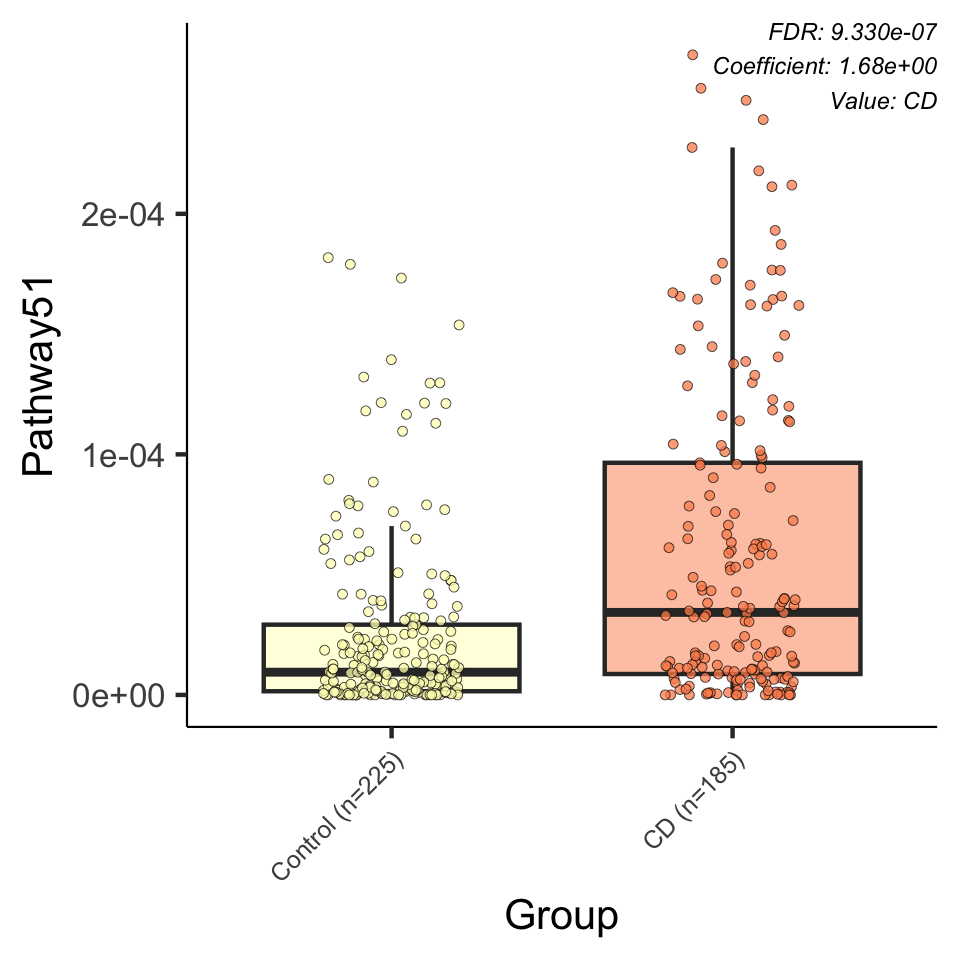 FDR: 9.330e-07
Coefficient: 1.68e+00
Value: CD
Pathway51
2e-04
1e-04
0e+00
Control (n=225)
CD (n=185)
Group